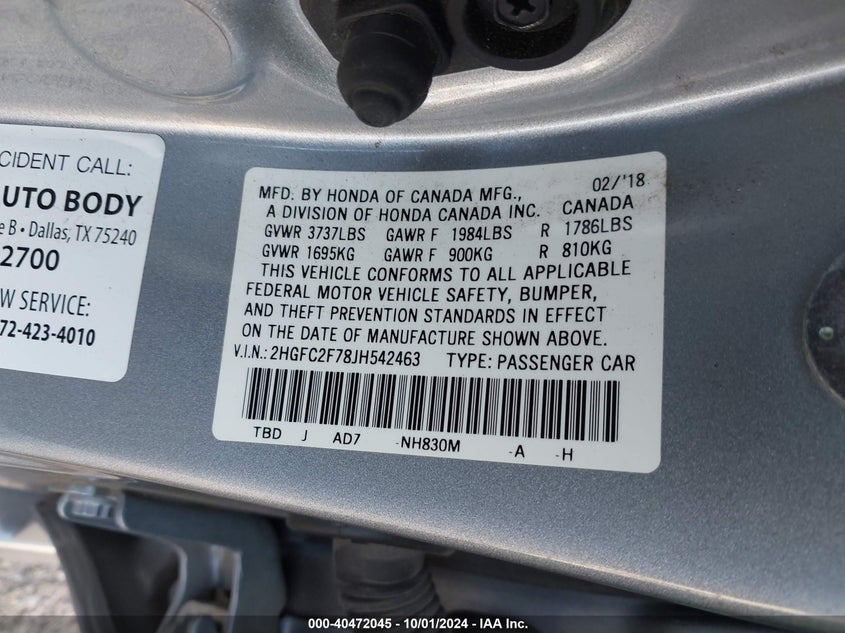 CIDENT CALL:
UTO BODY
e B • Dallas, TX 75240
2700
W SERVICE:
72-423-4010
MFD. BY HONDA OF CANADA MFG., 02/'18
A DIVISION OF HONDA CANADA INC. CANADA
GVWR 3737LBS GAWR F 1984LBS R 1786LBS
GVWR 1695KG GAWR F 900KG R 810KG
THIS VEHICLE CONFORMS TO ALL APPLICABLE
FEDERAL MOTOR VEHICLE SAFETY, BUMPER,
AND THEFT PREVENTION STANDARDS IN EFFECT
ON THE DATE OF MANUFACTURE SHOWN ABOVE.
V.I.N.: 2HGFC2F78JH542463 TYPE: PASSENGER CAR
TBD J AD7 -NH830M -A -H
000-40472045 - 10/01/2024 - IAA Inc.